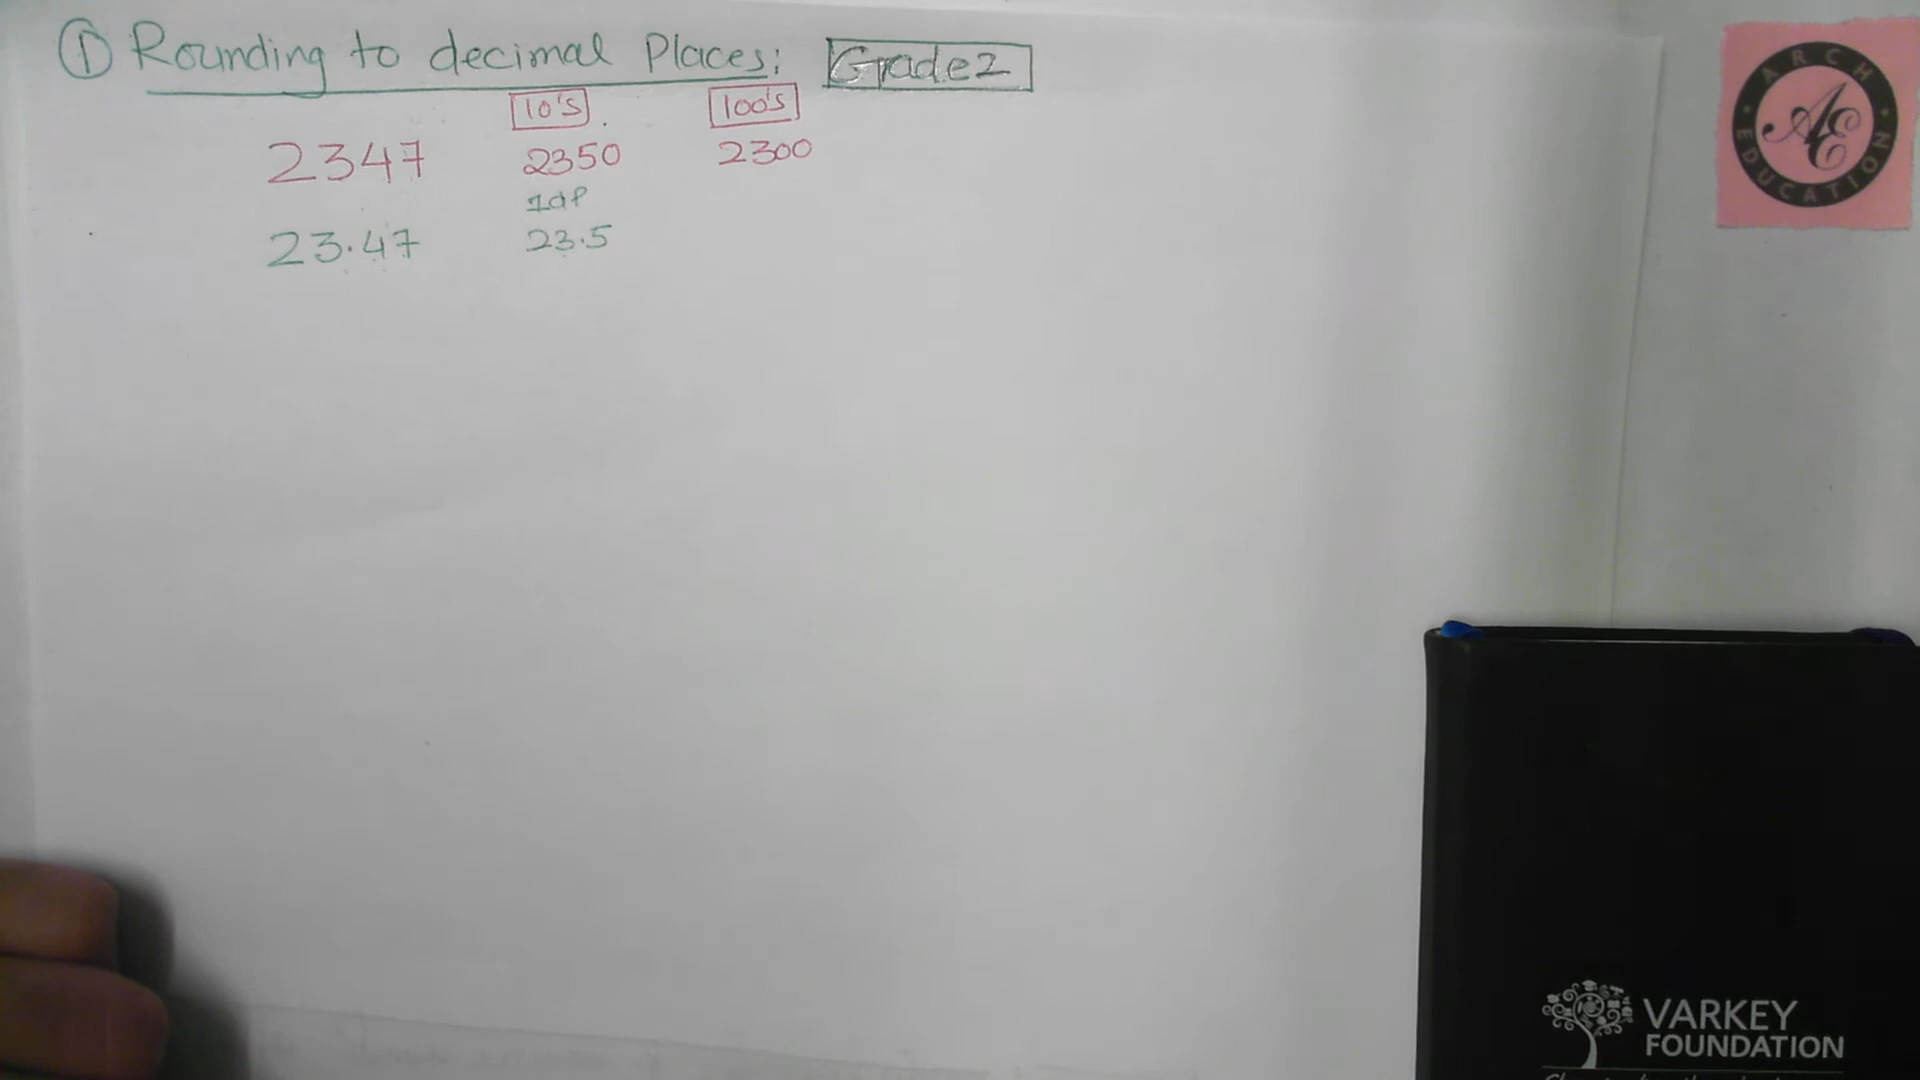 ① Rounding to decimal Places: Grade 2
10's 100's
2347 2350 2300
1dp
23.47 23.5
ARCH
AE
EDUCATION
VARKEY
FOUNDATION